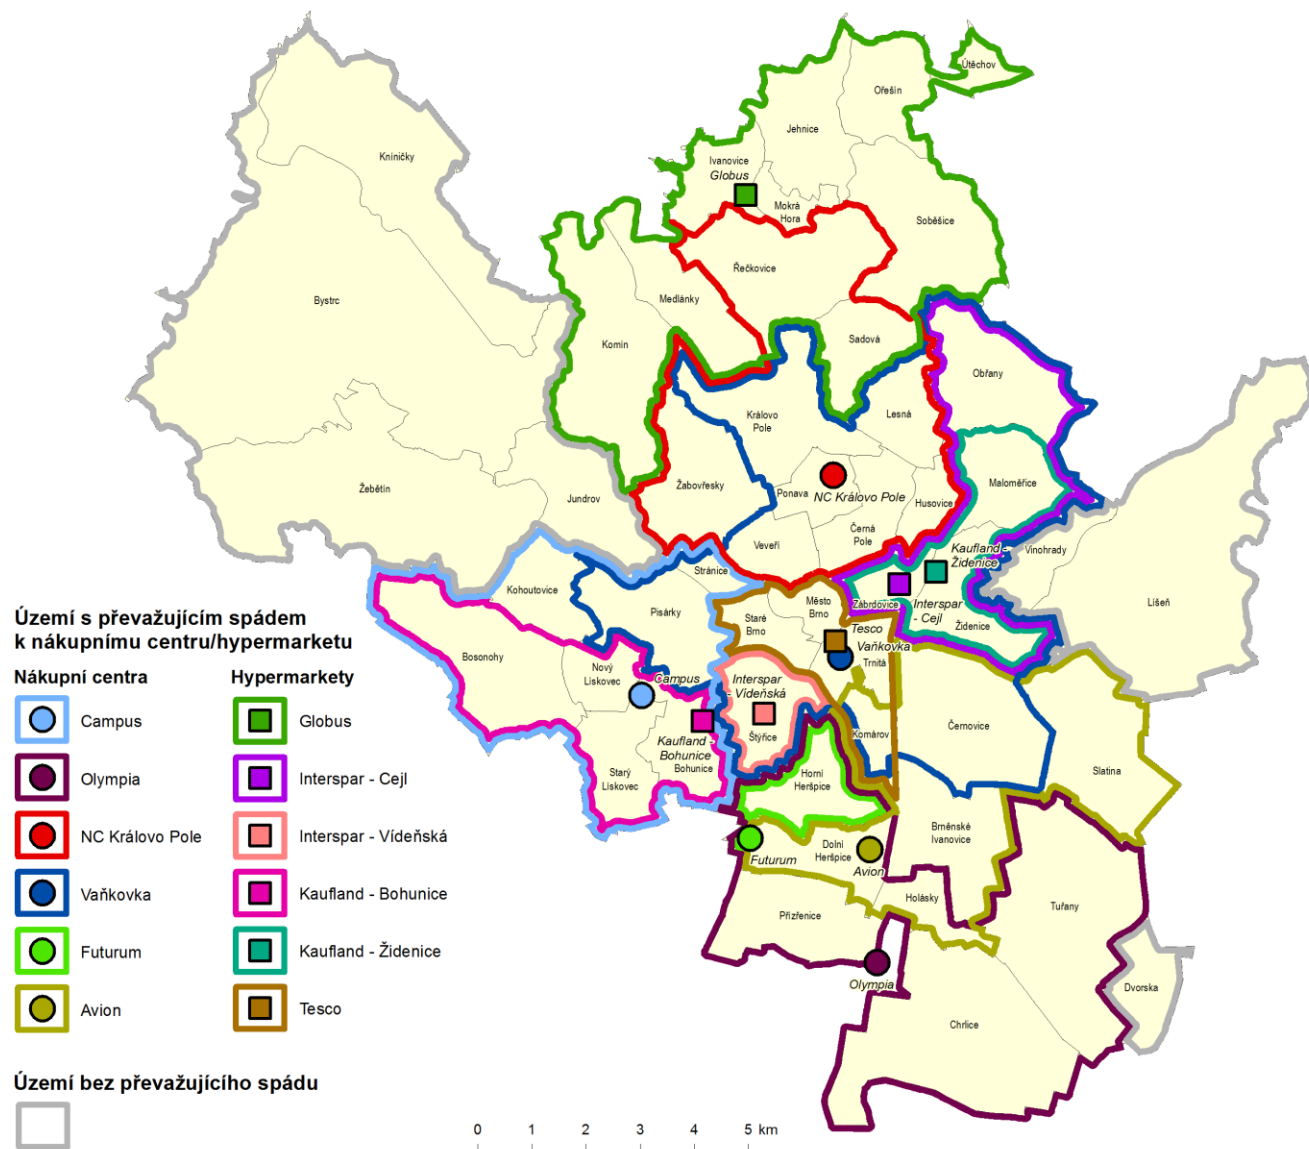 Útěchov
Ořešín
Jehnice
Kníničky
Ivanovice
Globus
Mokrá
Hora
Soběšice
Řečkovice
Bystrc
Medlánky
Komín
Sadová
Obřany
Královo
Pole
Lesná
Žebětín
Jundrov
Žabovřesky
Ponava
NC Královo Pole
Husovice
Maloměřice
Černá
Pole
Veveří
Vinohrady
Kaufland -
Židenice
Líšeň
Stránice
Kohoutovice
Pisárky
Město
Brno
Staré
Brno
Zábrdovice
Interspar
- Cejl
Židenice
Tesco
Vaňkovka
Trnitá
Bosonohy
Nový
Lískovec
Campus
Interspar
- Vídeňská
Štýřice
Kaufland -
Bohunice
Bohunice
Starý
Lískovec
Komárov
Černovice
Slatina
Horní
Heršpice
Futurum
Dolní
Heršpice
Avion
Brněnské
Ivanovice
Holásky
Přízřenice
Tuřany
Olympia
Dvorska
Chrlice
Území s převažujícim spádem
k nákupnímu centru/hypermarketu
Nákupní centra
Hypermarkety
Campus
Globus
Olympia
Interspar - Cejl
NC Královo Pole
Interspar - Vídeňská
Vaňkovka
Kaufland - Bohunice
Futurum
Kaufland - Židenice
Avion
Tesco
Území bez převažujícího spádu
0 1 2 3 4 5 km